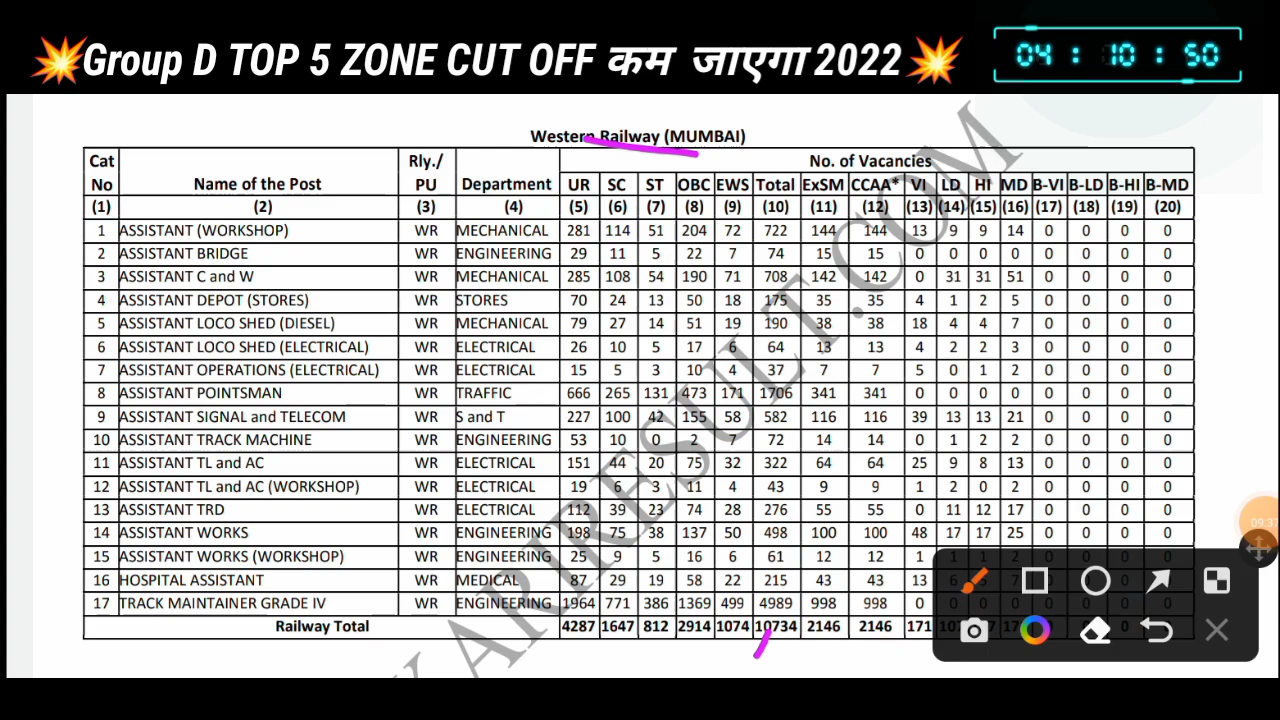 💥Group D TOP 5 ZONE CUT OFF कम जाएगा 2022💥
04 : 10 : 50
Western Railway (MUMBAI)
Cat No Name of the Post Rly./ PU Department No. of Vacancies
UR SC ST OBC EWS Total ExSM CCAA* VI LD HI MD B-VI B-LD B-HI B-MD
(1) (2) (3) (4) (5) (6) (7) (8) (9) (10) (11) (12) (13) (14) (15) (16) (17) (18) (19) (20)
1 ASSISTANT (WORKSHOP) WR MECHANICAL 281 114 51 204 72 722 144 144 13 9 9 14 0 0 0 0
2 ASSISTANT BRIDGE WR ENGINEERING 29 11 5 22 7 74 15 15 0 0 0 0 0 0 0 0
3 ASSISTANT C and W WR MECHANICAL 285 108 54 190 71 708 142 142 0 31 31 51 0 0 0 0
4 ASSISTANT DEPOT (STORES) WR STORES 70 24 13 50 18 175 35 35 4 1 2 5 0 0 0 0
5 ASSISTANT LOCO SHED (DIESEL) WR MECHANICAL 79 27 14 51 19 190 38 38 18 4 4 7 0 0 0 0
6 ASSISTANT LOCO SHED (ELECTRICAL) WR ELECTRICAL 26 10 5 17 6 64 13 13 4 2 2 3 0 0 0 0
7 ASSISTANT OPERATIONS (ELECTRICAL) WR ELECTRICAL 15 5 3 10 4 37 7 7 5 0 1 2 0 0 0 0
8 ASSISTANT POINTSMAN WR TRAFFIC 666 265 131 473 171 1706 341 341 0 0 0 0 0 0 0 0
9 ASSISTANT SIGNAL and TELECOM WR S and T 227 100 42 155 58 582 116 116 39 13 13 21 0 0 0 0
10 ASSISTANT TRACK MACHINE WR ENGINEERING 53 10 0 2 7 72 14 14 0 1 2 2 0 0 0 0
11 ASSISTANT TL and AC WR ELECTRICAL 151 44 20 75 32 322 64 64 25 9 8 13 0 0 0 0
12 ASSISTANT TL and AC (WORKSHOP) WR ELECTRICAL 19 6 3 11 4 43 9 9 1 2 0 2 0 0 0 0
13 ASSISTANT TRD WR ELECTRICAL 112 39 23 74 28 276 55 55 0 11 12 17 0 0 0 0
14 ASSISTANT WORKS WR ENGINEERING 198 75 38 137 50 498 100 100 48 17 17 25 0 0 0 0
15 ASSISTANT WORKS (WORKSHOP) WR ENGINEERING 25 9 5 16 6 61 12 12 1
16 HOSPITAL ASSISTANT WR MEDICAL 87 29 19 58 22 215 43 43 13
17 TRACK MAINTAINER GRADE IV WR ENGINEERING 1964 771 386 1369 499 4989 998 998 0
Railway Total 4287 1647 812 2914 1074 10734 2146 2146 171